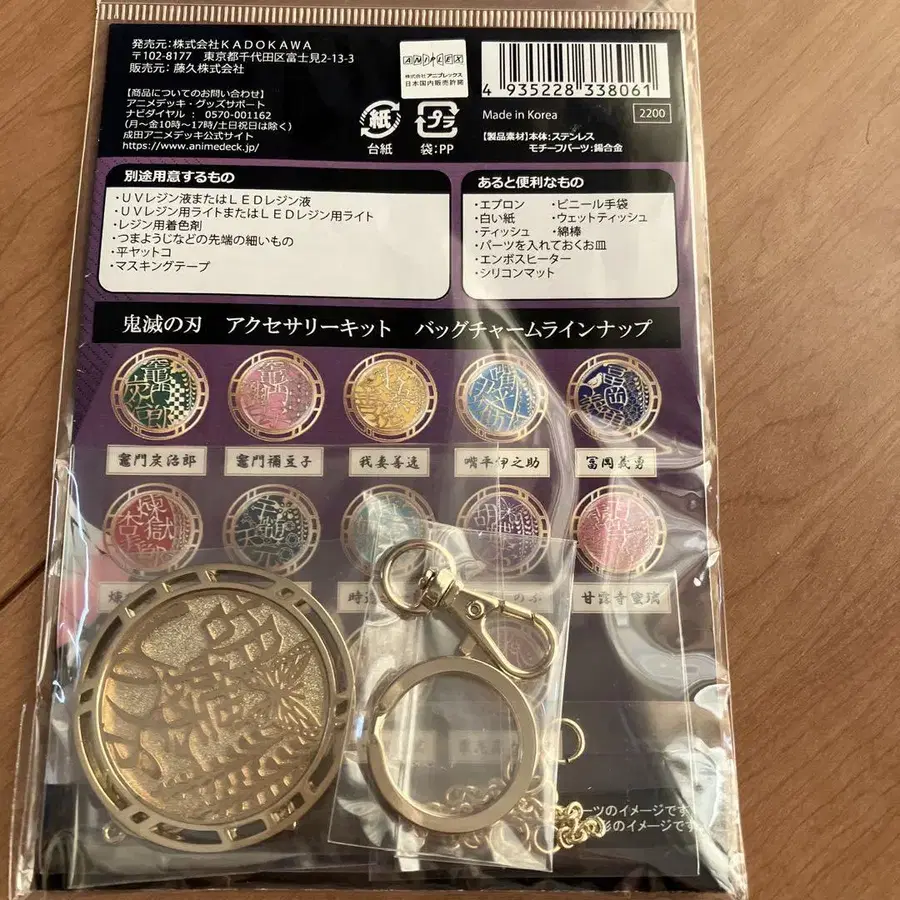 発売元：株式会社KADOKAWA
〒102-8177　東京都千代田区富士見2-13-3
販売元：藤久株式会社
【商品についてのお問い合わせ】
アニメデッキ・グッズサポート
ナビダイヤル：0570-001162
（月～金10時～17時/土日祝日は除く）
成田アニメデッキ公式サイト
https://www.animedeck.jp/
ANIPLEX
株式会社アニプレックス
日本国内販売許諾
4 935228 338061
紙
台紙
プラ
袋：PP
Made in Korea
2200
【製品素材】本体：ステンレス
モチーフパーツ：錫合金
別途用意するもの
・UVレジン液またはLEDレジン液
・UVレジン用ライトまたはLEDレジン用ライト
・レジン用着色剤
・つまようじなどの先端の細いもの
・平ヤットコ
・マスキングテープ
あると便利なもの
・エプロン　・ビニール手袋
・白い紙　・ウェットティッシュ
・ティッシュ　・綿棒
・パーツを入れておくお皿
・エンボスヒーター
・シリコンマット
鬼滅の刃　アクセサリーキット　バッグチャームラインナップ
竈門炭治郎
竈門禰豆子
我妻善逸
嘴平伊之助
冨岡義勇
甘露寺蜜璃
ーツのイメージです
形のイメージです